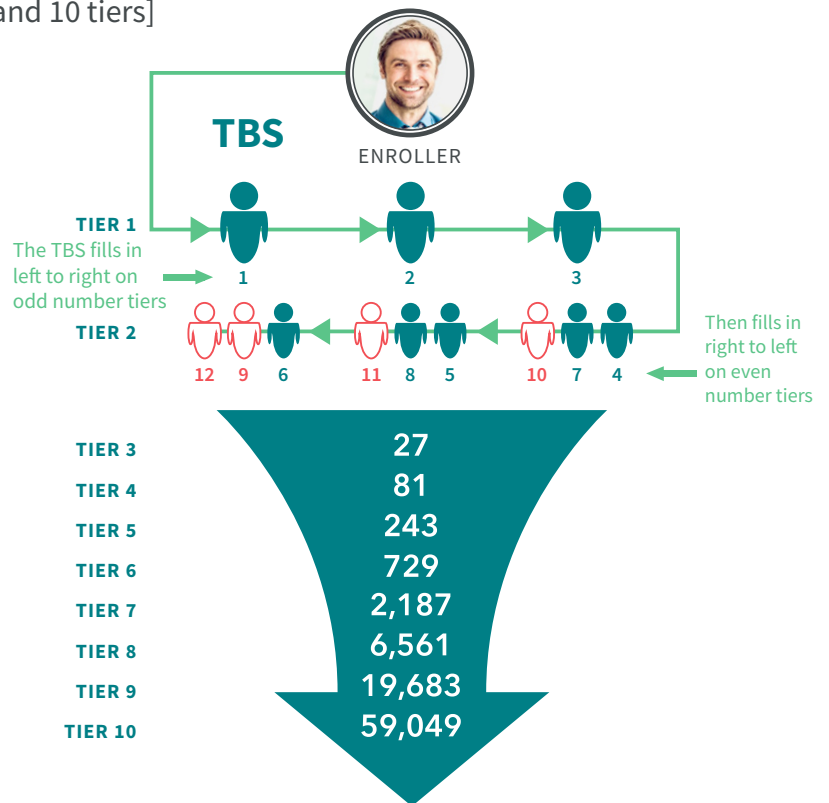 and 10 tiers]
TBS
ENROLLER
TIER 1
The TBS fills in
left to right on
odd number tiers
1 2 3
TIER 2
12 9 6 11 8 5 10 7 4
Then fills in
right to left
on even
number tiers
TIER 3 27
TIER 4 81
TIER 5 243
TIER 6 729
TIER 7 2,187
TIER 8 6,561
TIER 9 19,683
TIER 10 59,049